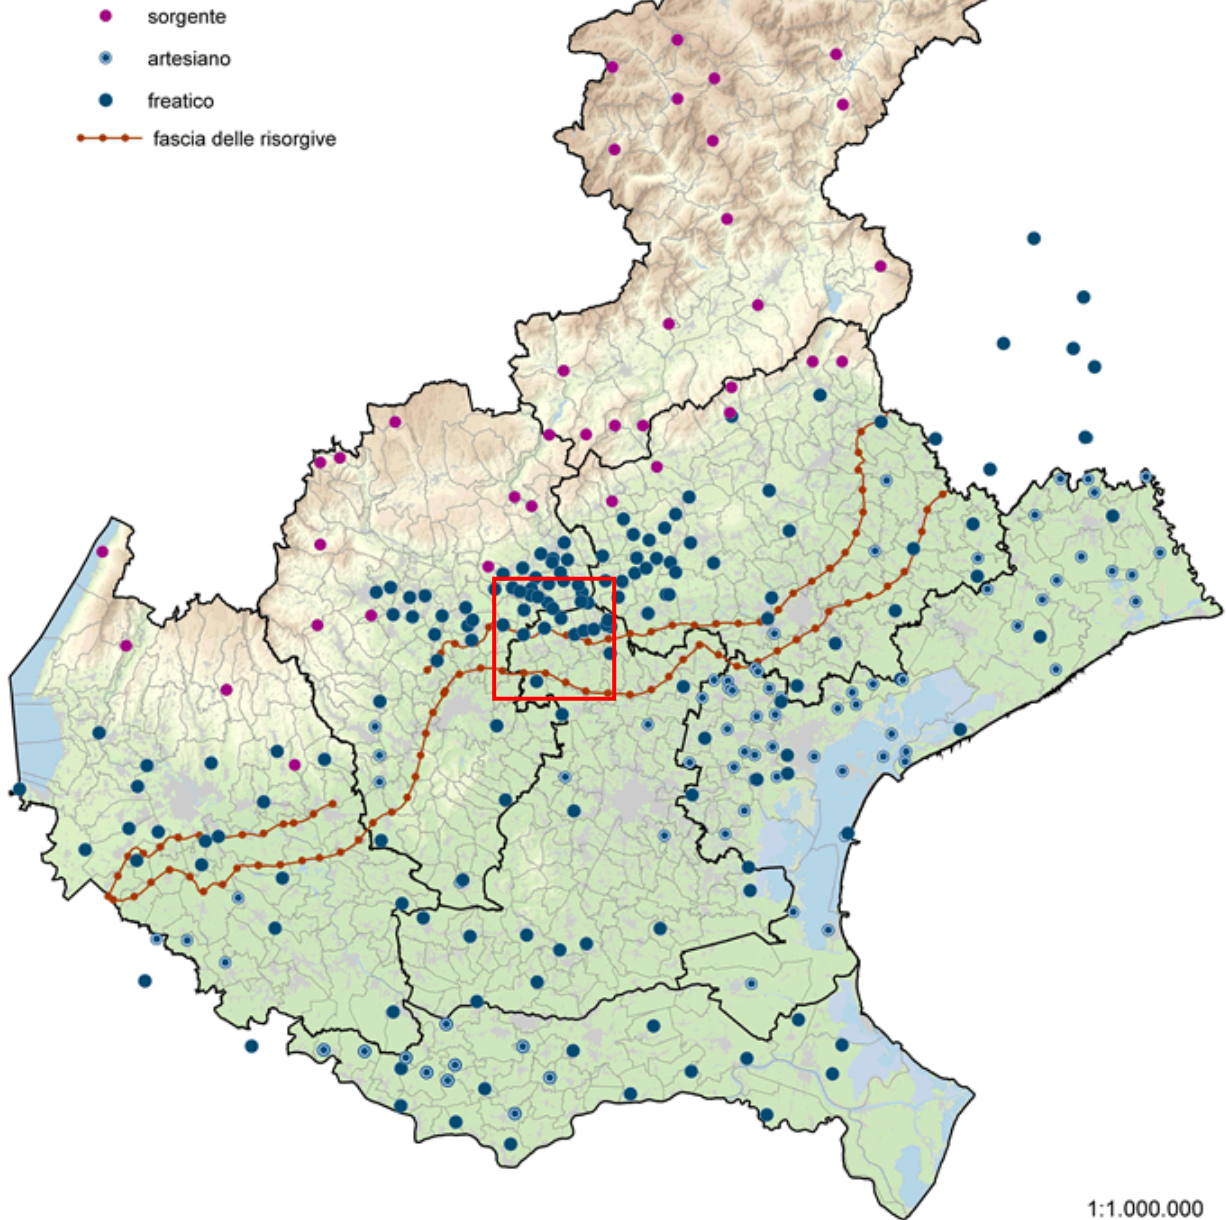 sorgente
artesiano
freatico
fascia delle risorgive
1:1.000.000